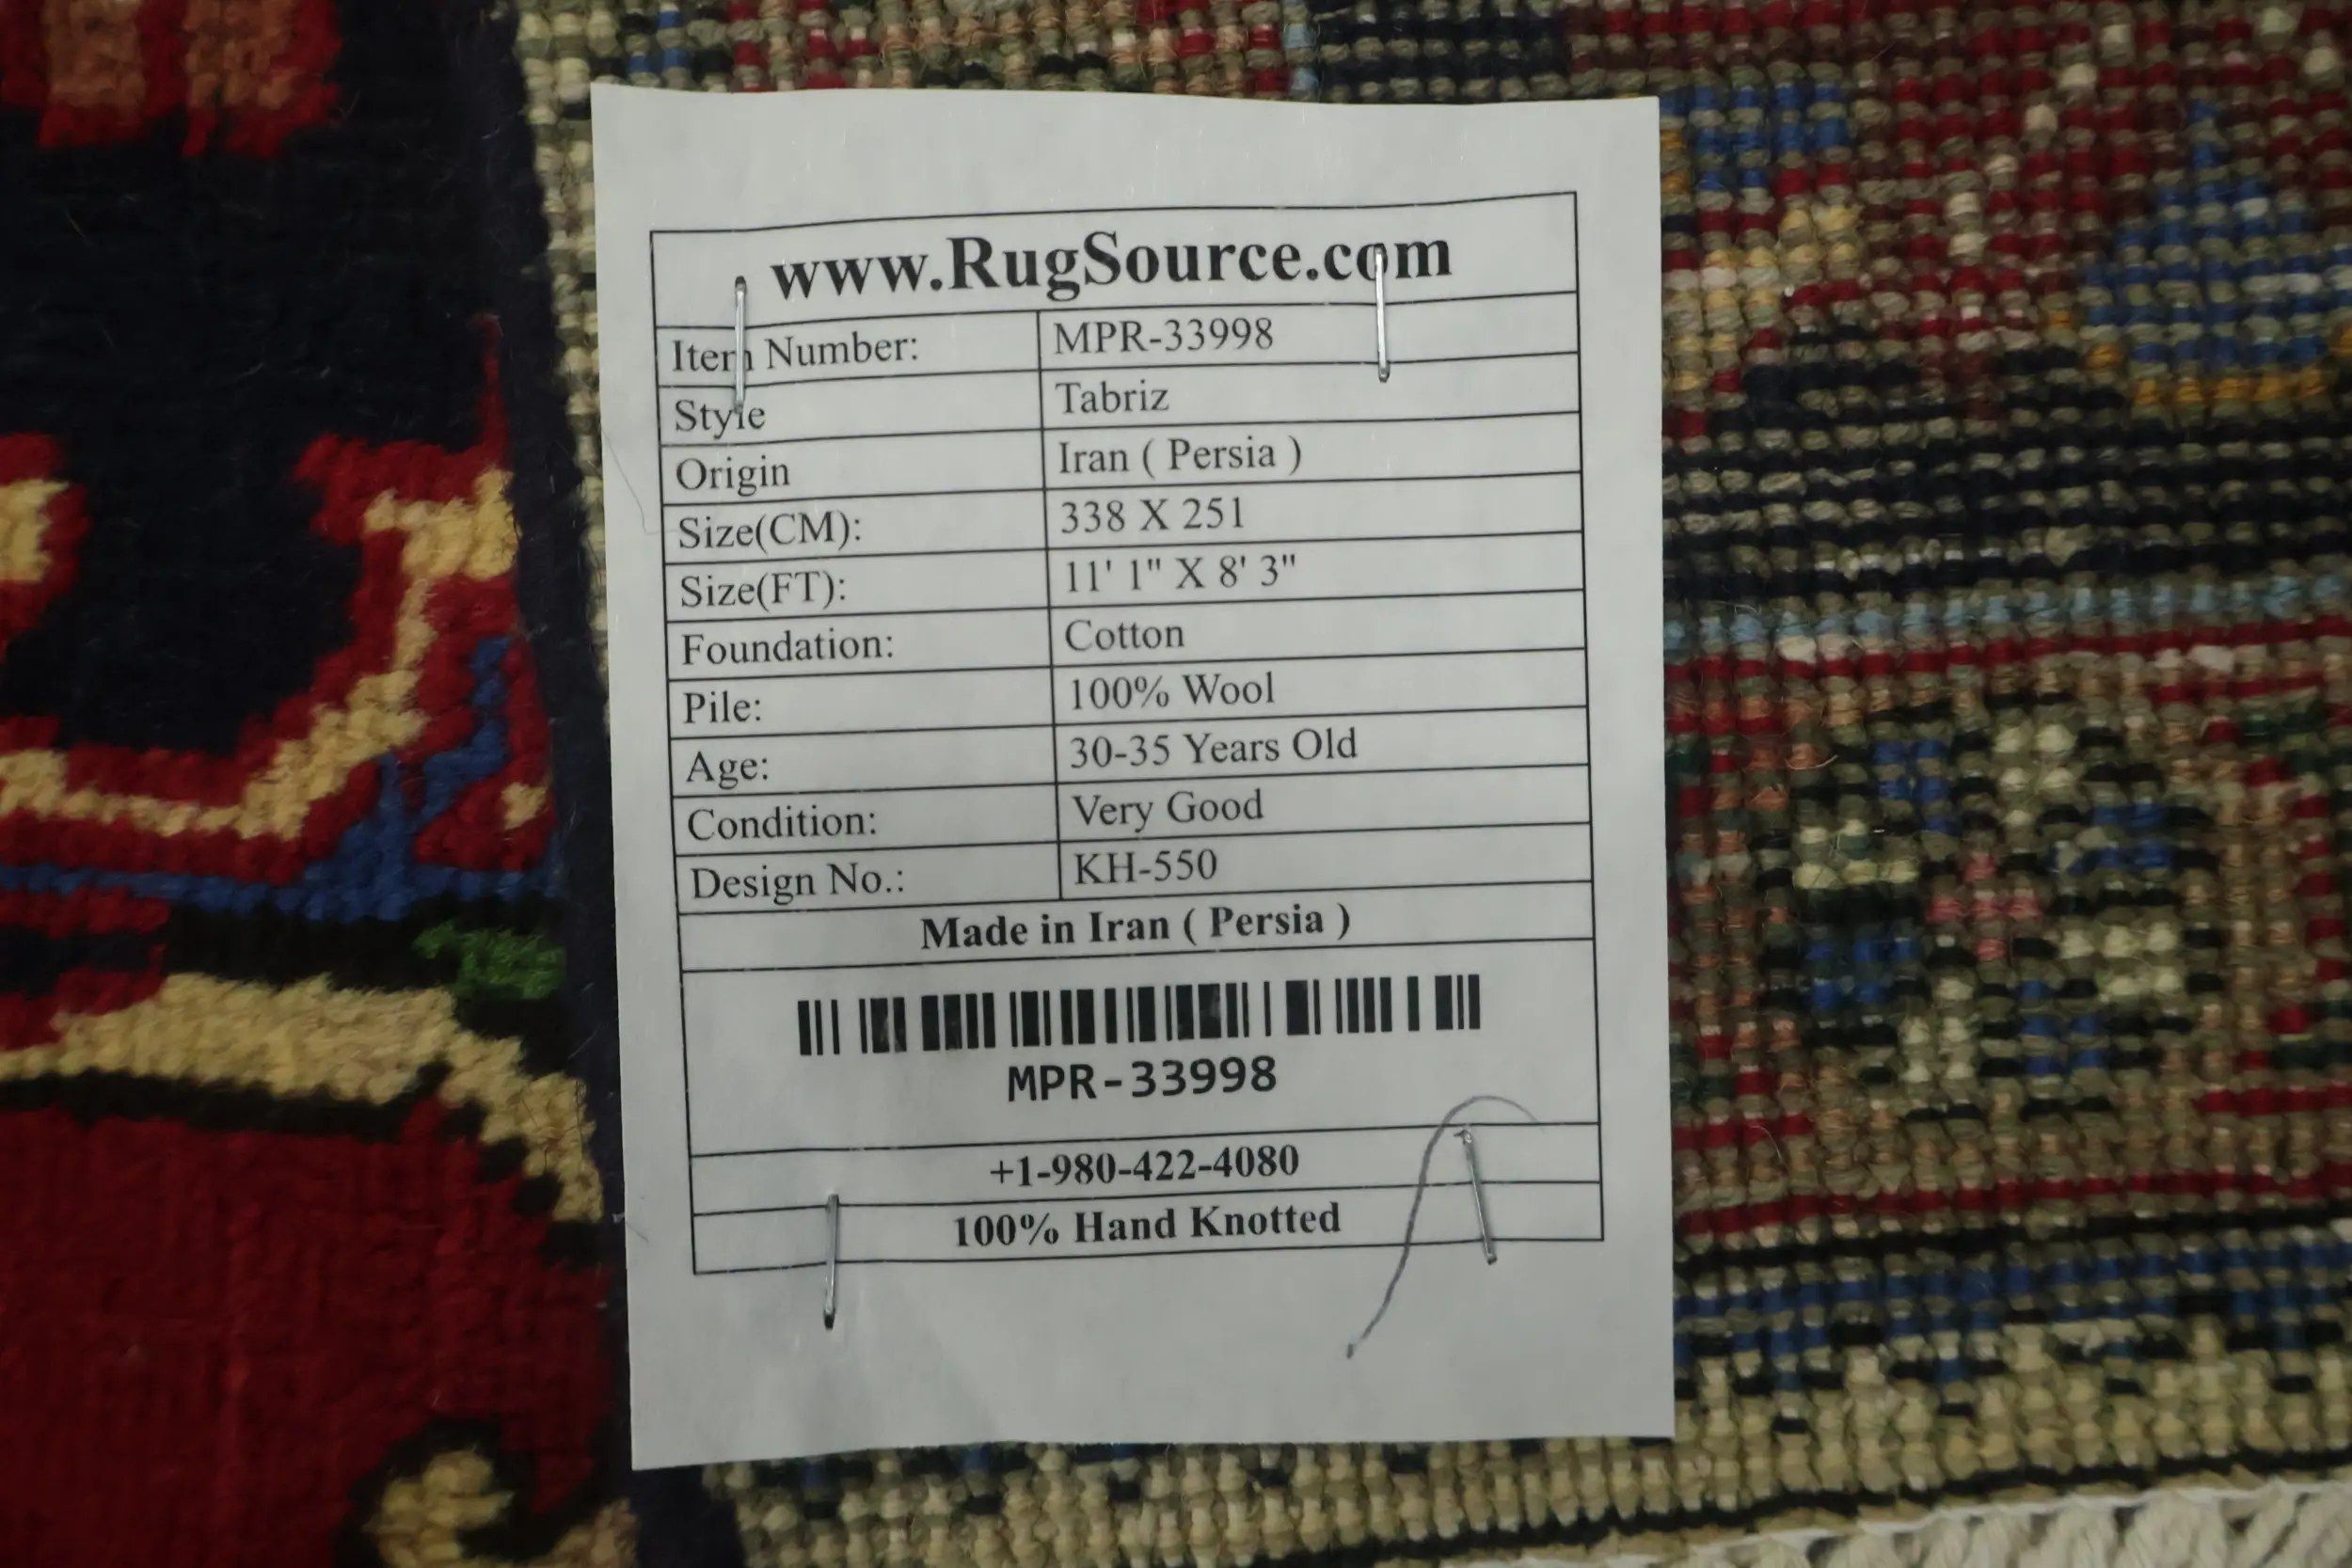 www.RugSource.com
Item Number: MPR-33998
Style Tabriz
Origin Iran ( Persia )
Size(CM): 338 X 251
Size(FT): 11' 1" X 8' 3"
Foundation: Cotton
Pile: 100% Wool
Age: 30-35 Years Old
Condition: Very Good
Design No.: KH-550
Made in Iran ( Persia )
MPR-33998
+1-980-422-4080
100% Hand Knotted